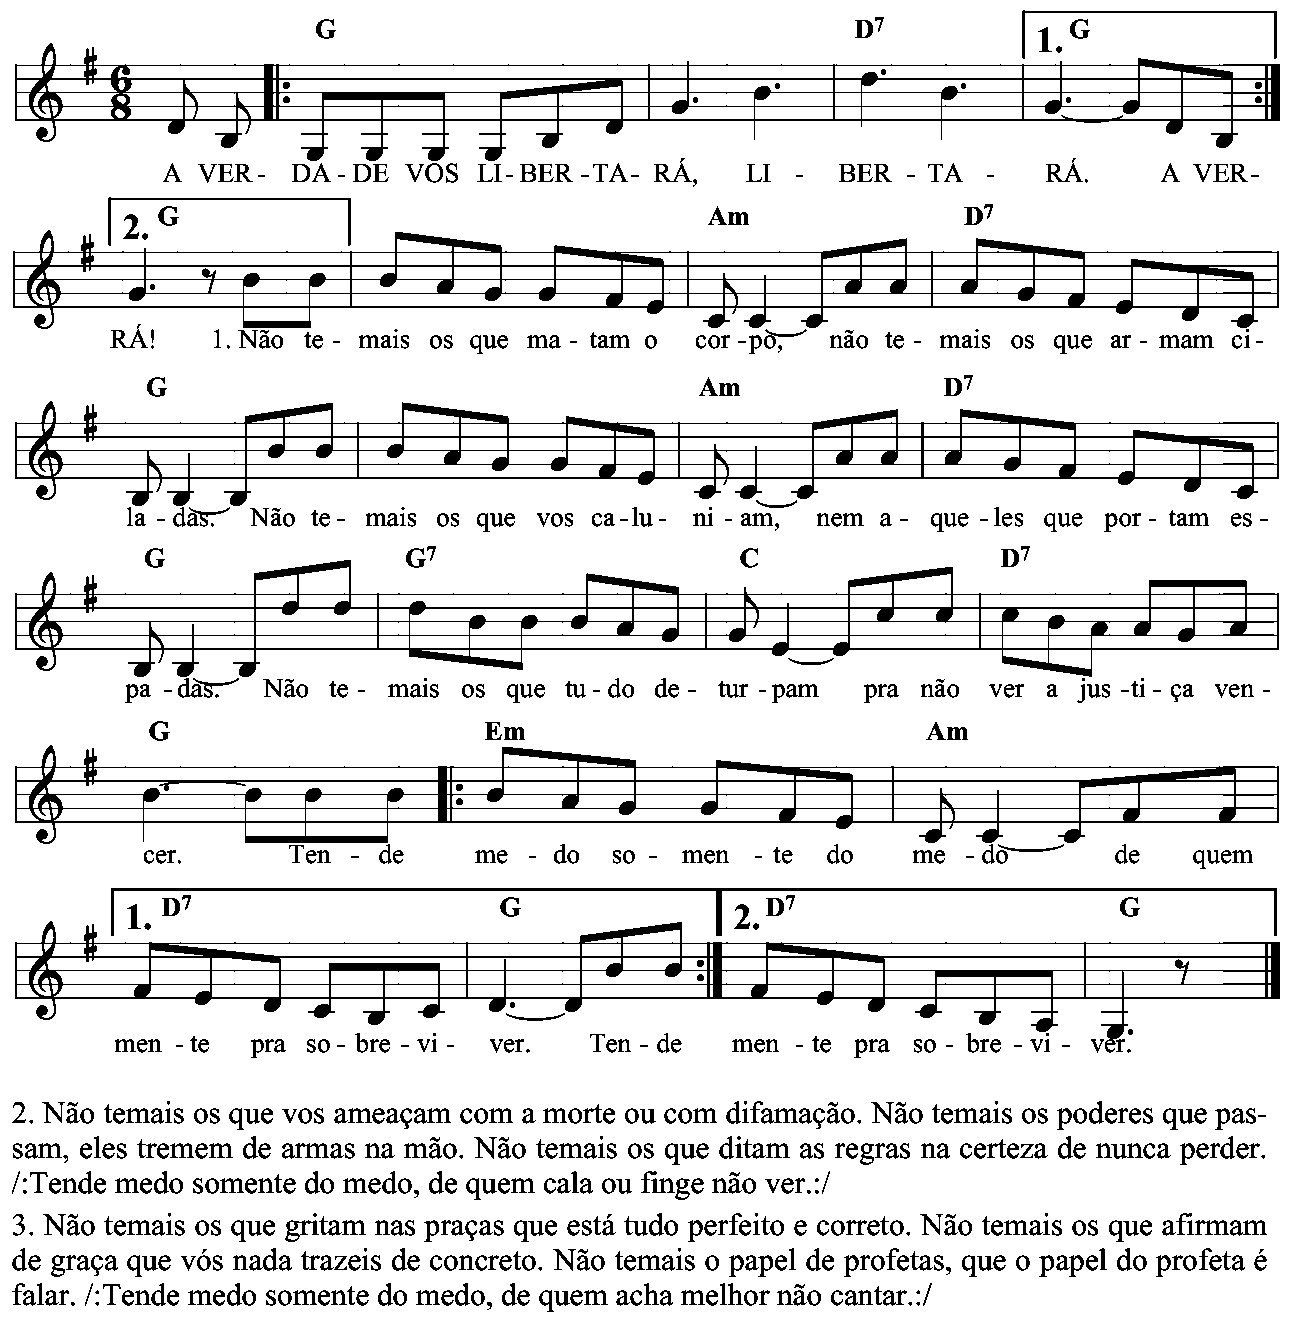 G D7 1. G
6
8
A VER- DA-DE VOS LI-BER-TA- RÁ, LI - BER - TA - RÁ. A VER-
2. G Am D7
RÁ! 1. Não te- mais os que ma-tam o cor-po, não te- mais os que ar-mam ci-
G Am D7
la-das. Não te- mais os que vos ca-lu- ni-am, nem a- que-les que por-tam es-
G G7 C D7
pa-das. Não te - mais os que tu-do de- tur-pam pra não ver a jus-ti-ça ven-
G Em Am
cer. Ten - de me - do so - men - te do me - do de quem
1. D7 G 2. D7 G
men-te pra so-bre-vi- ver. Ten-de men-te pra so-bre-vi- ver.
2. Não temais os que vos ameaçam com a morte ou com difamação. Não temais os poderes que pas-
sam, eles tremem de armas na mão. Não temais os que ditam as regras na certeza de nunca perder.
/:Tende medo somente do medo, de quem cala ou finge não ver.:/
3. Não temais os que gritam nas praças que está tudo perfeito e correto. Não temais os que afirmam
de graça que vós nada trazeis de concreto. Não temais o papel de profetas, que o papel do profeta é
falar. /:Tende medo somente do medo, de quem acha melhor não cantar.:/